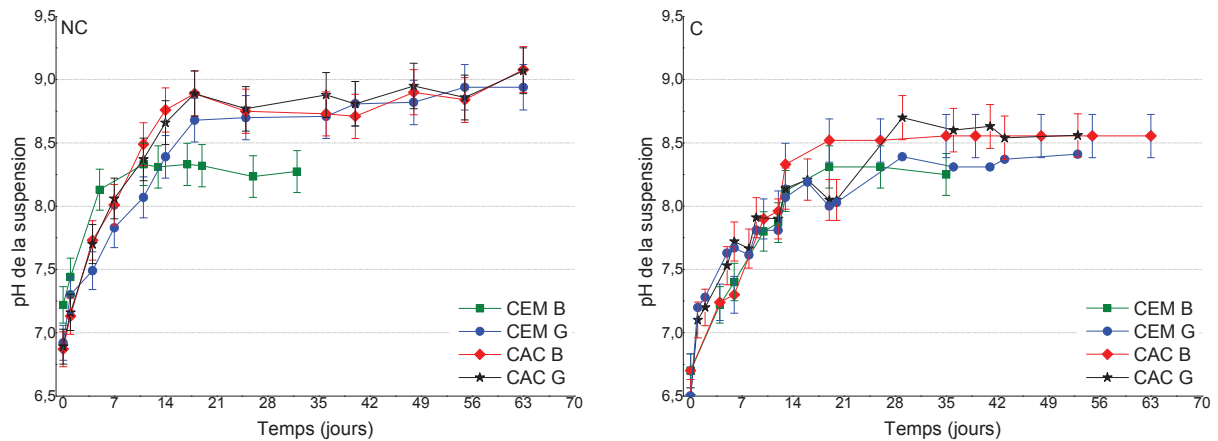 NC
pH de la suspension
9,5
9,0
8,5
8,0
7,5
7,0
6,5
0 7 14 21 28 35 42 49 56 63 70
Temps (jours)
CEM B
CEM G
CAC B
CAC G
C
pH de la suspension
9,5
9,0
8,5
8,0
7,5
7,0
6,5
0 7 14 21 28 35 42 49 56 63 70
Temps (jours)
CEM B
CEM G
CAC B
CAC G